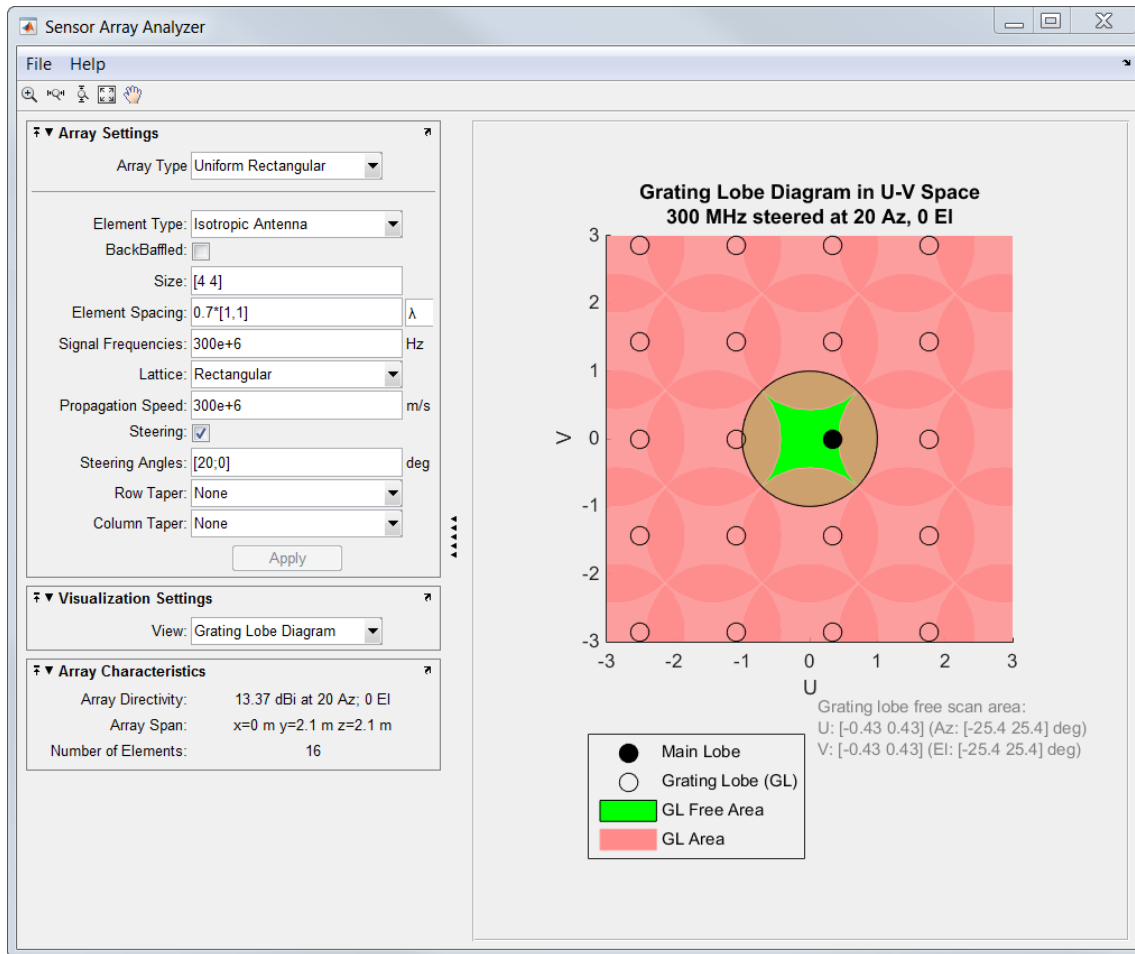 Sensor Array Analyzer
File Help
Array Settings
Array Type Uniform Rectangular
Element Type: Isotropic Antenna
BackBaffled:
Size: [4 4]
Element Spacing: 0.7*[1,1] λ
Signal Frequencies: 300e+6 Hz
Lattice: Rectangular
Propagation Speed: 300e+6 m/s
Steering:
Steering Angles: [20;0] deg
Row Taper: None
Column Taper: None
Apply
Visualization Settings
View: Grating Lobe Diagram
Array Characteristics
Array Directivity: 13.37 dBi at 20 Az; 0 El
Array Span: x=0 m y=2.1 m z=2.1 m
Number of Elements: 16
Grating Lobe Diagram in U-V Space
300 MHz steered at 20 Az, 0 El
3
2
1
0
-1
-2
-3
V
-3 -2 -1 0 1 2 3
U
Grating lobe free scan area:
U: [-0.43 0.43] (Az: [-25.4 25.4] deg)
V: [-0.43 0.43] (El: [-25.4 25.4] deg)
Main Lobe
Grating Lobe (GL)
GL Free Area
GL Area